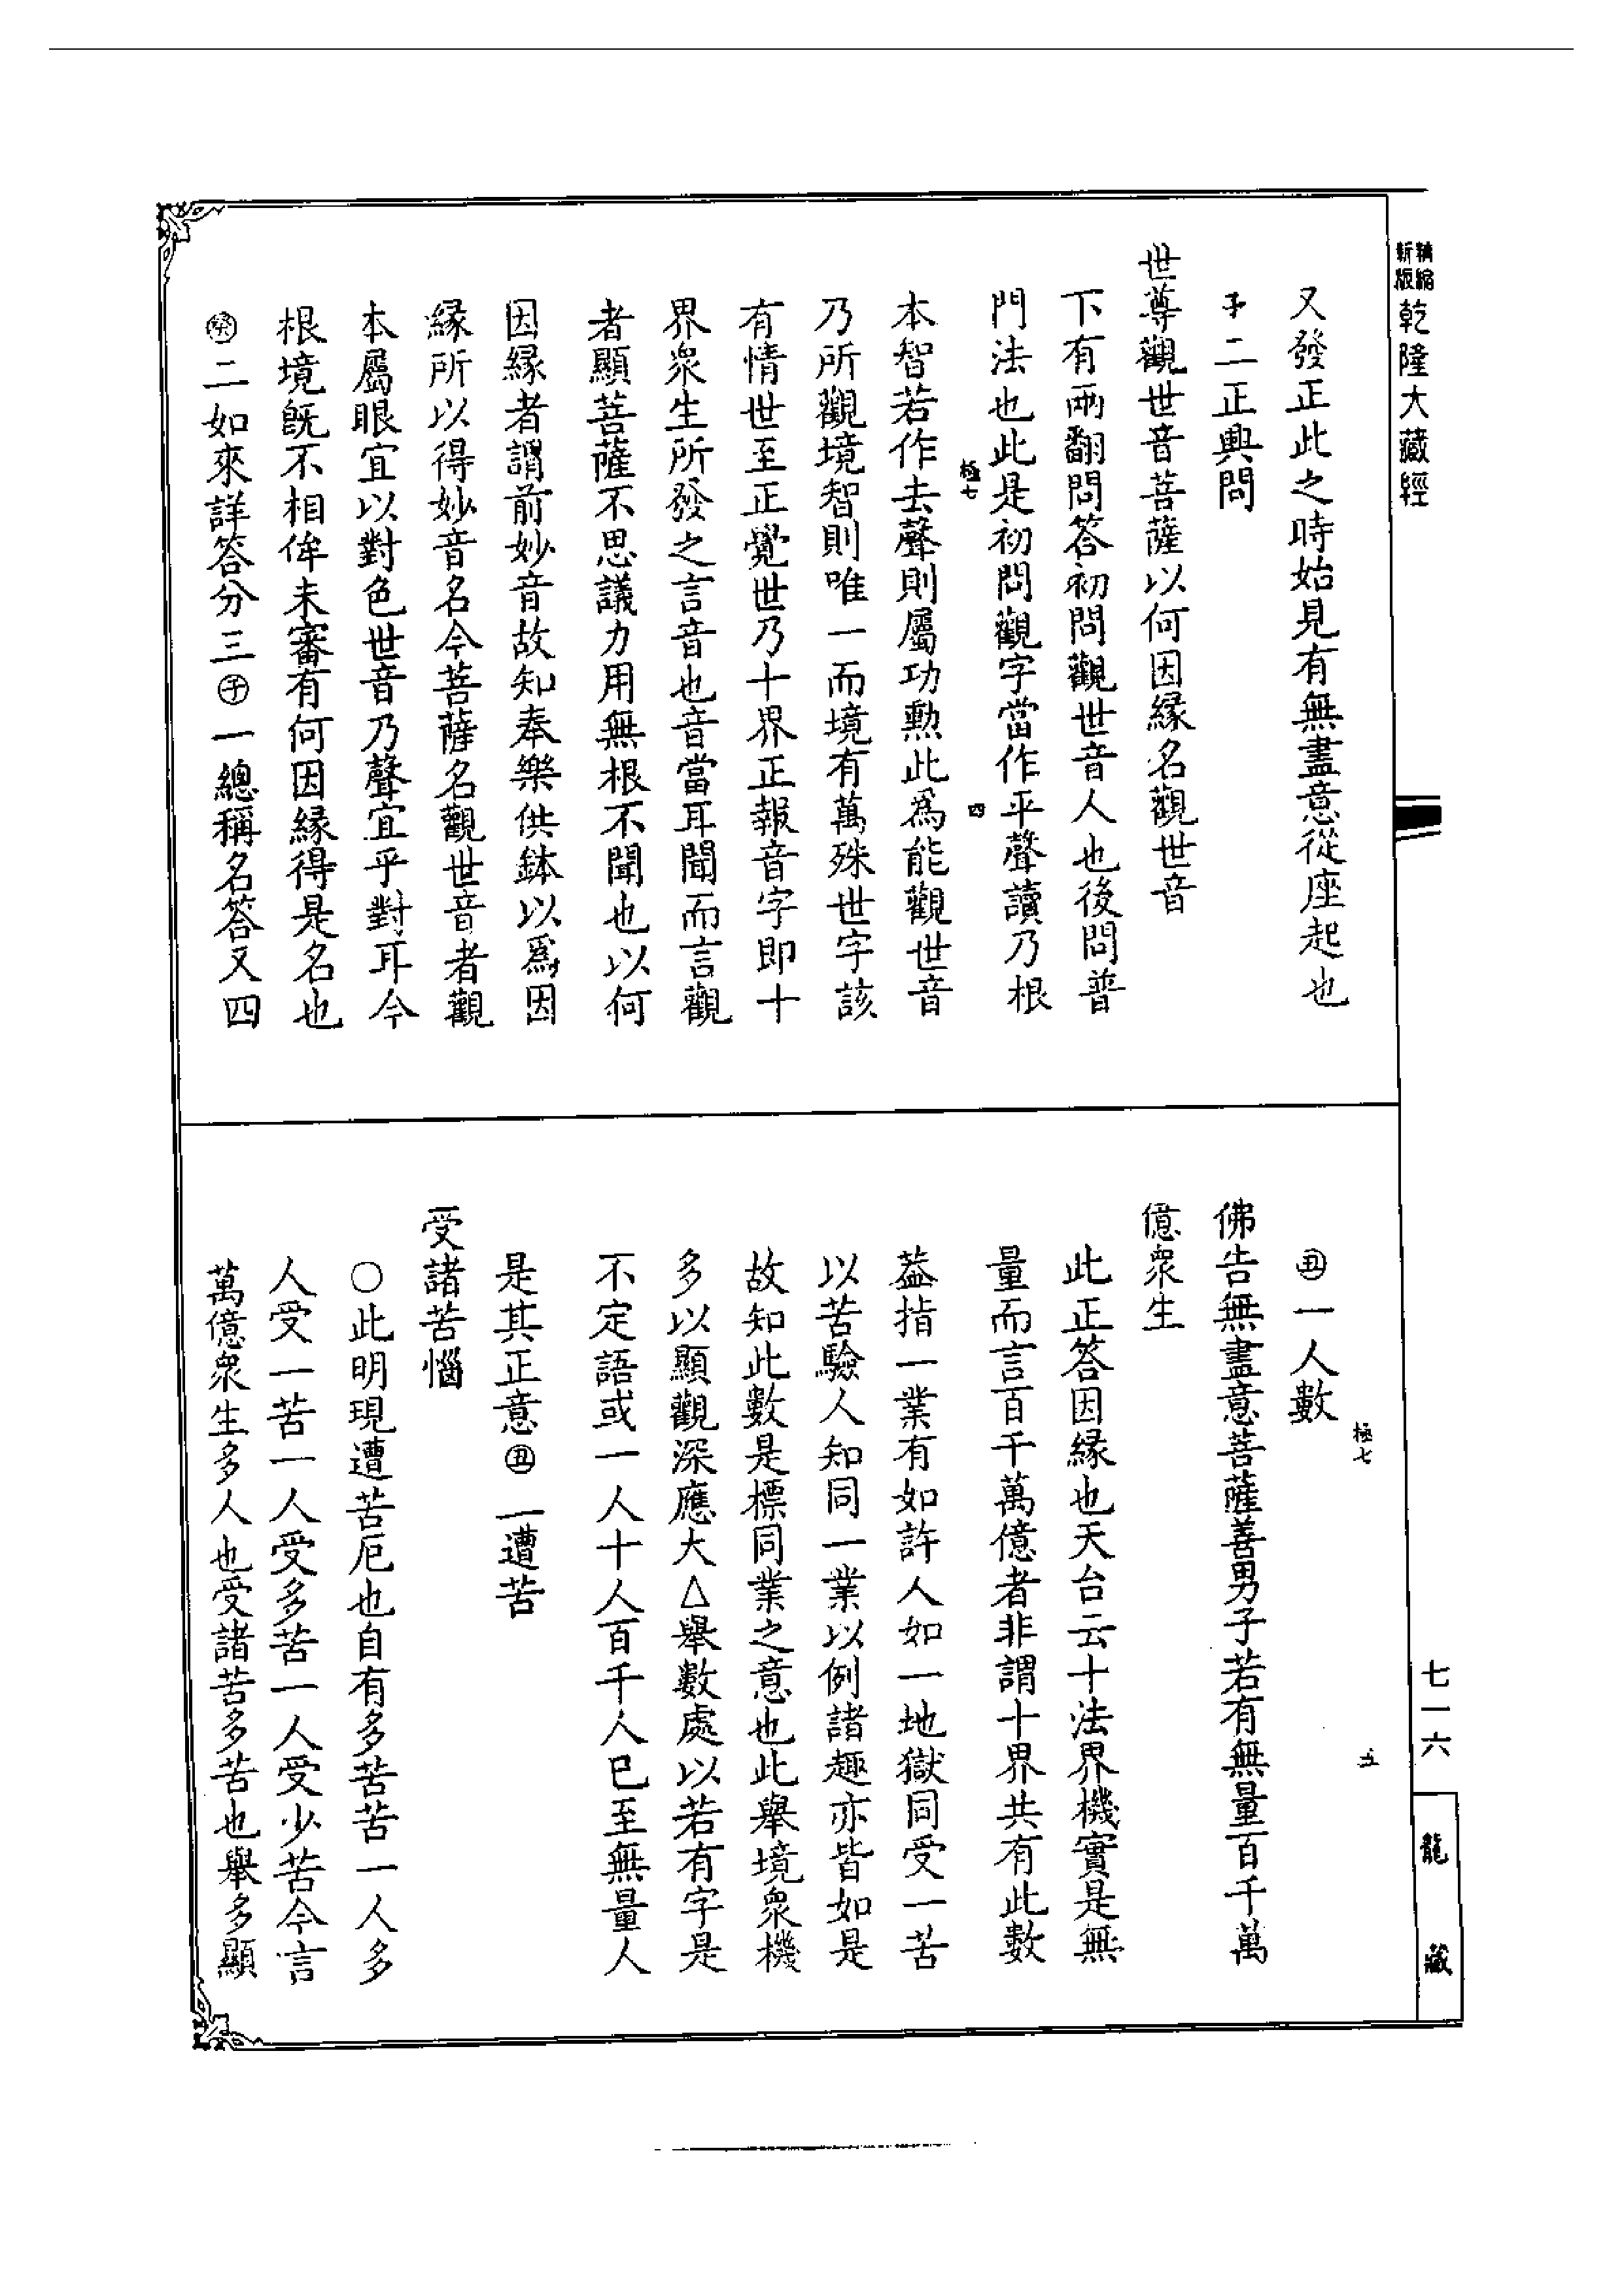 精縮
新版
乾隆大藏經
又發正此之時始見有無盡意從座起也
子二正興問
世尊觀世音菩薩以何因緣名觀世音
下有兩翻問答初問觀世音人也後問普
門法也此是初問觀字當作平聲讀乃根
極七
四
本智若作去聲則屬功勲此爲能觀世音
乃所觀境智則唯一而境有萬殊世字該
有情世至正覺世乃十界正報音字即十
界衆生所發之言音也音當耳聞而言觀
者顯菩薩不思議力用無根不聞也以何
因緣者謂前妙音故知奉樂供鉢以爲因
緣所以得妙音名今菩薩名觀世音者觀
本屬眼宜以對色世音乃聲宜乎對耳今
根境旣不相侔未審有何因緣得是名也
㊌二如來詳答分三㊋一總稱名答又四
極七
五
㊄一人數
佛告無盡意菩薩善男子若有無量百千萬
億衆生
此正答因緣也天台云十法界機實是無
量而言百千萬億者非謂十界共有此數
葢指一業有如許人如一地獄同受一苦
以苦驗人知同一業以例諸趣亦皆如是
故知此數是標同業之意也此舉境衆機
多以顯觀深應大△舉數處以若有字是
不定語或一人十人百千人已至無量人
是其正意㊄二遭苦
受諸苦惱
○此明現遭苦厄也自有多苦苦一人多
人受一苦一人受多苦一人受少苦今言
萬億衆生多人也受諸苦多苦也舉多顯
七一六
龍藏